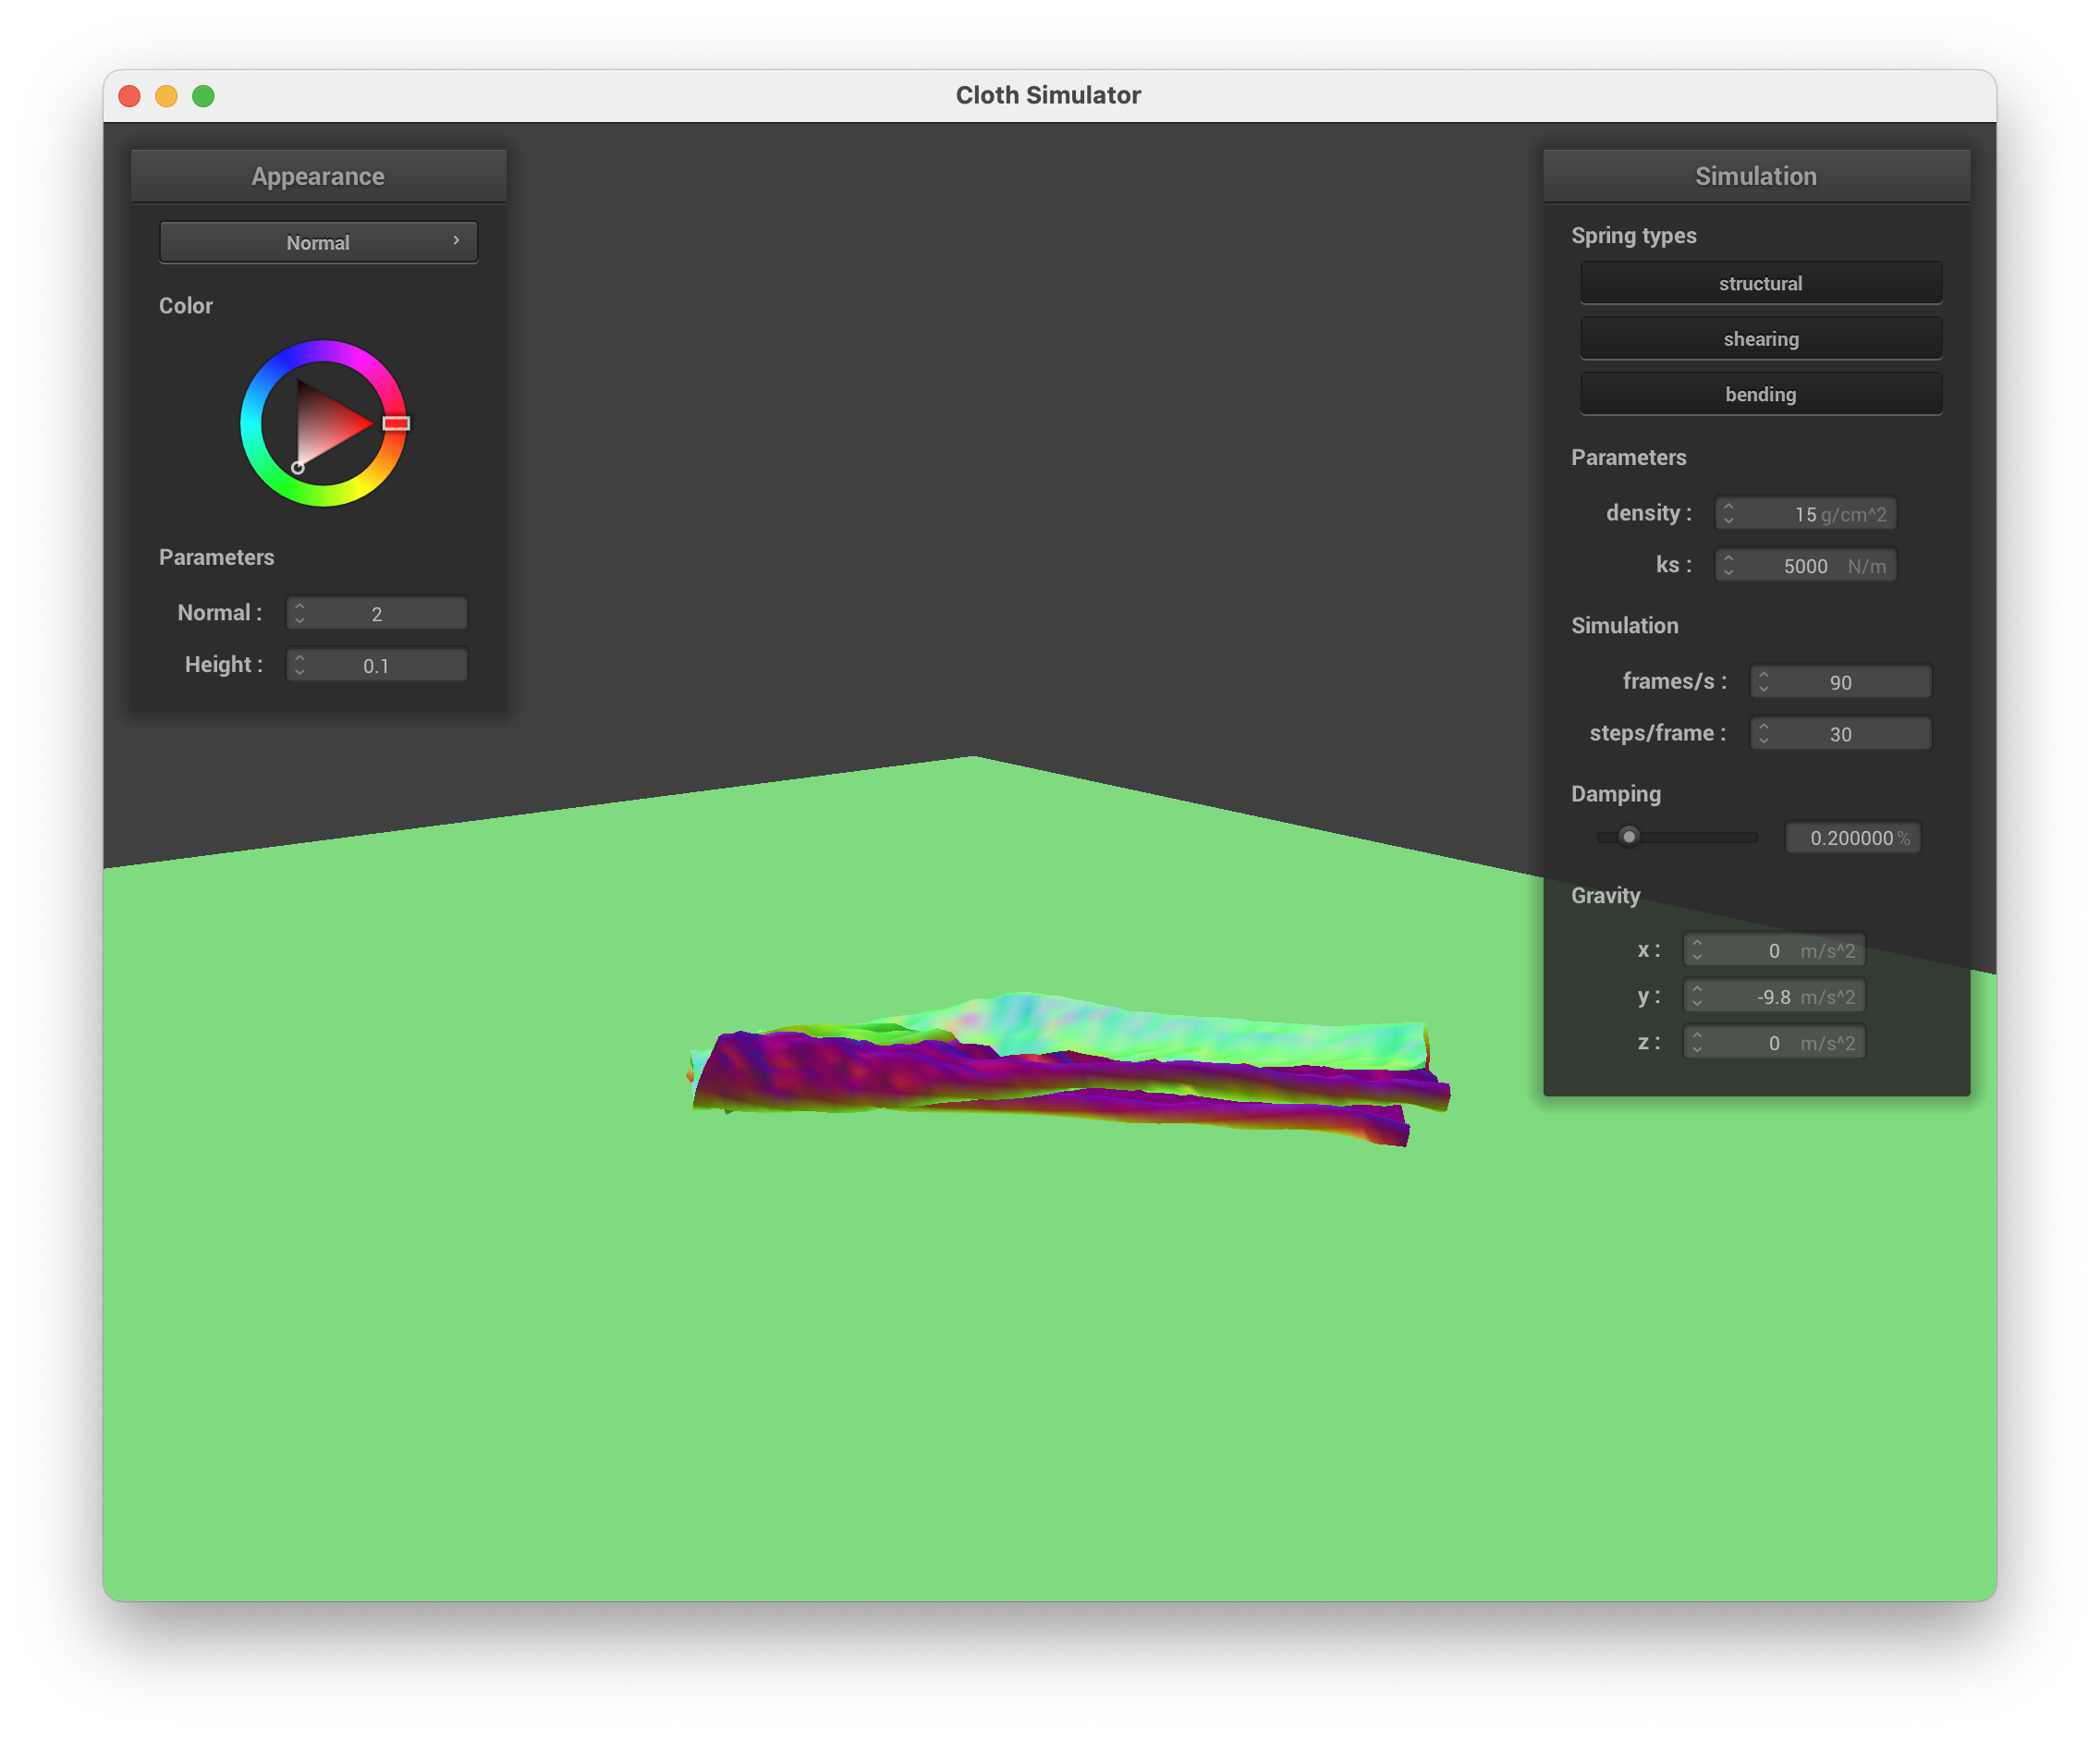 Cloth Simulator
Appearance
Normal
Color
Parameters
Normal : 2
Height : 0.1
Simulation
Spring types
structural
shearing
bending
Parameters
density : 15 g/cm^2
ks : 5000 N/m
Simulation
frames/s : 90
steps/frame : 30
Damping
0.200000 %
Gravity
x : 0 m/s^2
y : -9.8 m/s^2
z : 0 m/s^2